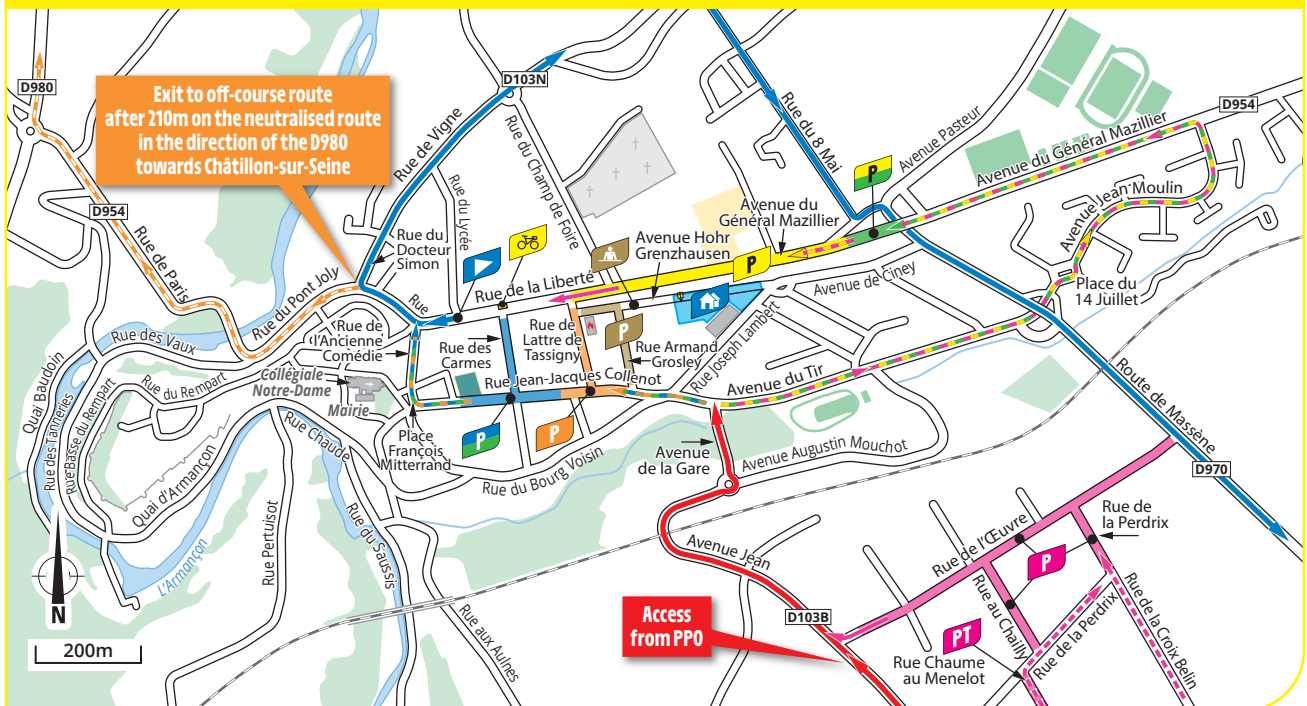 D980
Exit to off-course route
after 210m on the neutralised route
in the direction of the D980
towards Châtillon-sur-Seine
D103N
Rue de Vigne
Rue du Champ de Foire
Rue du Lycée
Rue du 8 Mai
Avenue Pasteur
P
D954
Avenue du Général Mazillier
Avenue Jean Moulin
Avenue du
Général Mazillier
Avenue Hohr
Grenzhausen
P
D954
Rue de Paris
Rue du
Docteur
Simon
Rue du Pont Joly
Rue
Rue de la Liberté
Avenue de Ciney
Place du
14 Juillet
Rue des Vaux
Rue de
l'Ancienne
Comédie
Rue des
Carmes
Rue de
Lattre de
Tassigny
P
Rue Armand
Grosley
Rue Joseph Lambert
Quai Baudoin
Rue du Rempart
Collégiale
Notre-Dame
Mairie
Rue Jean-Jacques Collenot
Avenue du Tir
Route de Massène
Rue des Tanneries
Rue Basse du Rempart
Quai d'Armançon
Rue Chaude
Place
François
Mitterrand
P
P
Rue du Bourg Voisin
Avenue
de la Gare
Avenue Augustin Mouchot
D970
L'Armançon
Rue Pertuisot
Rue du Saussis
Avenue Jean
Rue de l'Œuvre
Rue de
la Perdrix
P
N
200m
Rue aux Aulnes
Access
from PPO
D103B
PT
Rue au Chailly
Rue de la Perdrix
Rue de la Croix Belin
Rue Chaume
au Menelot